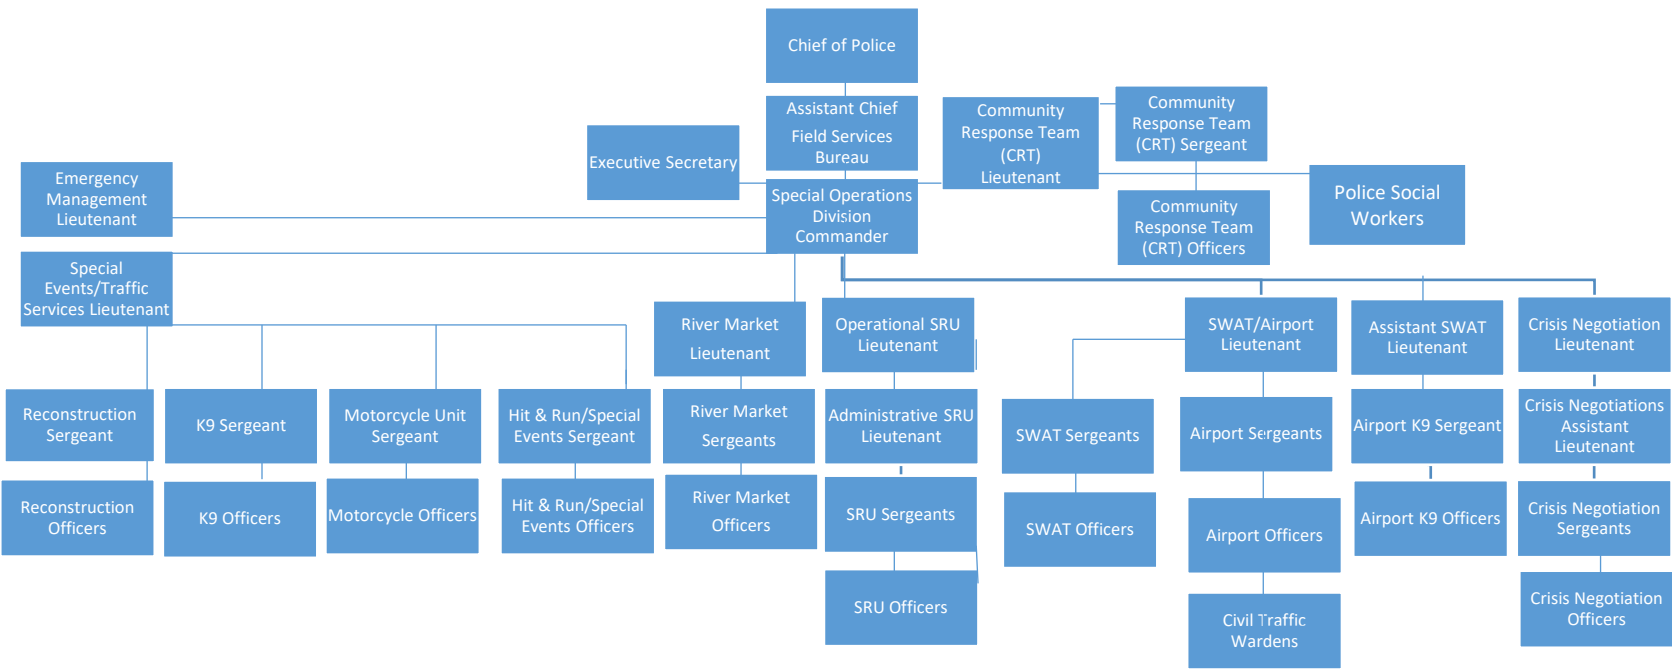 Chief of Police
Assistant Chief
Field Services
Bureau
Executive Secretary
Community
Response Team
(CRT)
Lieutenant
Community
Response Team
(CRT) Sergeant
Community
Response Team
(CRT) Officers
Police Social
Workers
Emergency
Management
Lieutenant
Special Operations
Division
Commander
Special
Events/Traffic
Services Lieutenant
River Market
Lieutenant
Operational SRU
Lieutenant
SWAT/Airport
Lieutenant
Assistant SWAT
Lieutenant
Crisis Negotiation
Lieutenant
Reconstruction
Sergeant
K9 Sergeant
Motorcycle Unit
Sergeant
Hit & Run/Special
Events Sergeant
River Market
Sergeants
Administrative SRU
Lieutenant
SWAT Sergeants
Airport Sergeants
Airport K9 Sergeant
Crisis Negotiations
Assistant
Lieutenant
Reconstruction
Officers
K9 Officers
Motorcycle Officers
Hit & Run/Special
Events Officers
River Market
Officers
SRU Sergeants
SWAT Officers
Airport Officers
Airport K9 Officers
Crisis Negotiation
Sergeants
SRU Officers
Civil Traffic
Wardens
Crisis Negotiation
Officers